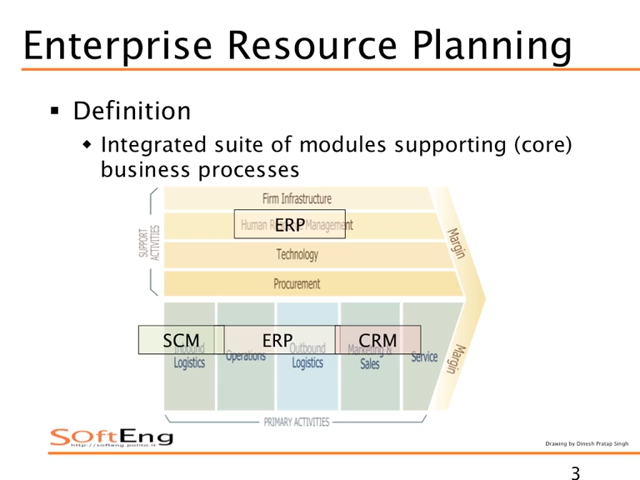 Enterprise Resource Planning
Definition
Integrated suite of modules supporting (core)
business processes
Firm Infrastructure
Human Resource Management
ERP
Technology
Procurement
SUPPORT
ACTIVITIES
Margin
SCM
ERP
CRM
Inbound
Logistics
Operations
Outbound
Logistics
Marketing &
Sales
Service
Margin
PRIMARY ACTIVITIES
SOftEng
http://softeng.polito.it
Drawing by Dinesh Pratap Singh
3